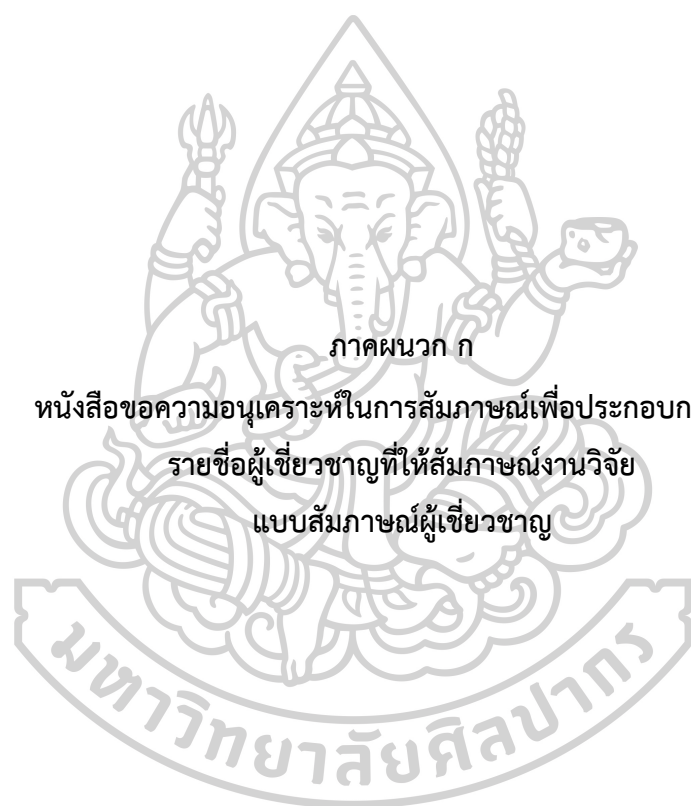 ภาคผนวก ก
หนังสือขอความอนุเคราะห์ในการสัมภาษณ์เพื่อประกอบก
รายชื่อผู้เชี่ยวชาญที่ให้สัมภาษณ์งานวิจัย
แบบสัมภาษณ์ผู้เชี่ยวชาญ
มหาวิทยาลัยศิลปากร